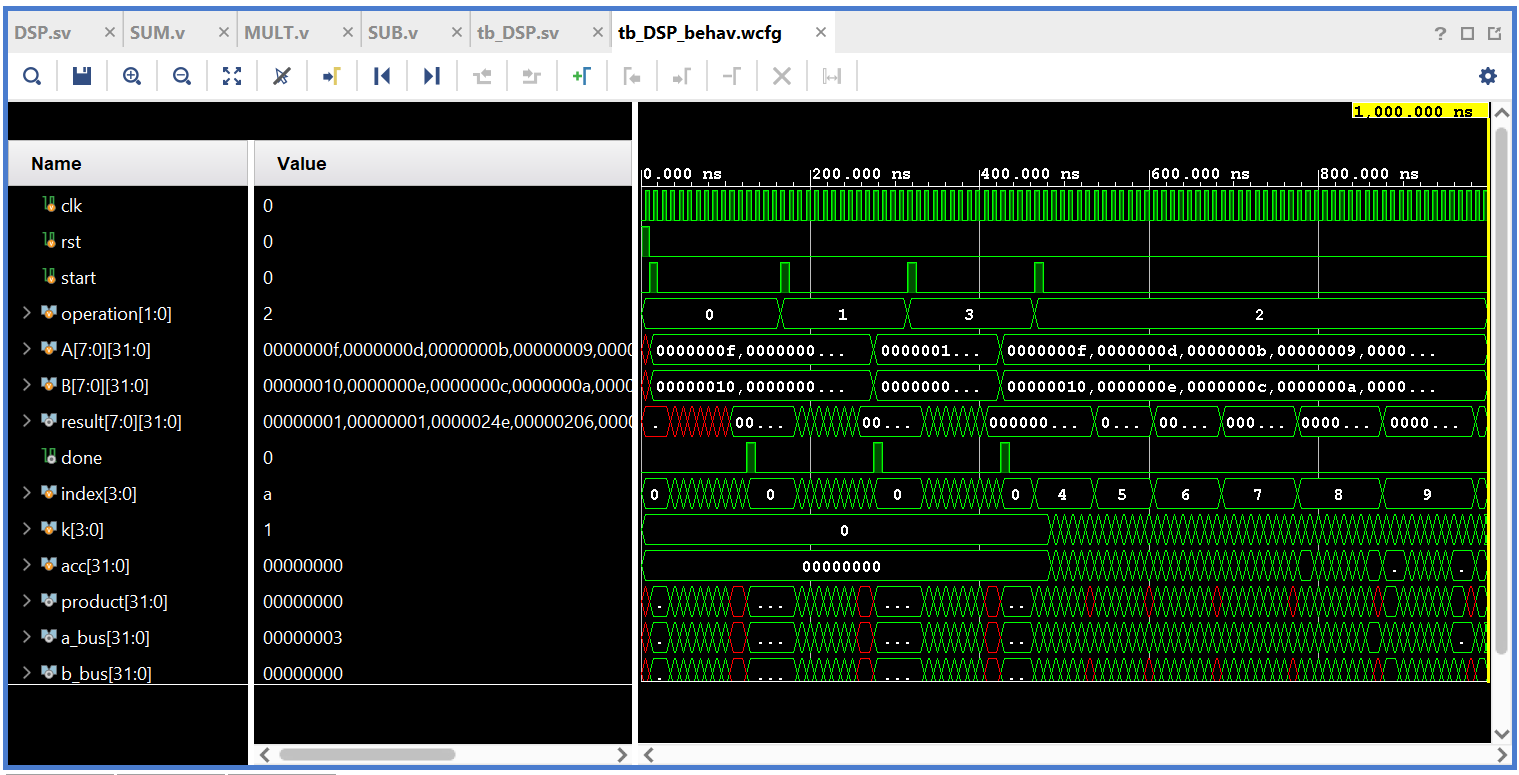 DSP.sv SUM.v MULT.v SUB.v tb_DSP.sv tb_DSP_behav.wcfg
1,000.000 ns
Name Value
0.000 ns 200.000 ns 400.000 ns 600.000 ns 800.000 ns
clk 0
rst 0
start 0
operation[1:0] 2 0 1 3 2
A[7:0][31:0] 0000000f,0000000d,0000000b,00000009,0000 0000000f,0000000... 0000001... 0000000f,0000000d,0000000b,00000009,0000...
B[7:0][31:0] 00000010,0000000e,0000000c,0000000a,0000 00000010,0000000... 0000000... 00000010,0000000e,0000000c,0000000a,0000...
result[7:0][31:0] 00000001,00000001,0000024e,00000206,0000 . 00... 00... 000000... 0... 00... 000... 0000... 0000...
done 0
index[3:0] a 0 0 0 0 4 5 6 7 8 9
k[3:0] 1 0
acc[31:0] 00000000 00000000 . .
product[31:0] 00000000 . ... ... ..
a_bus[31:0] 00000003 . ... ... .. .
b_bus[31:0] 00000000 . ... ... ..